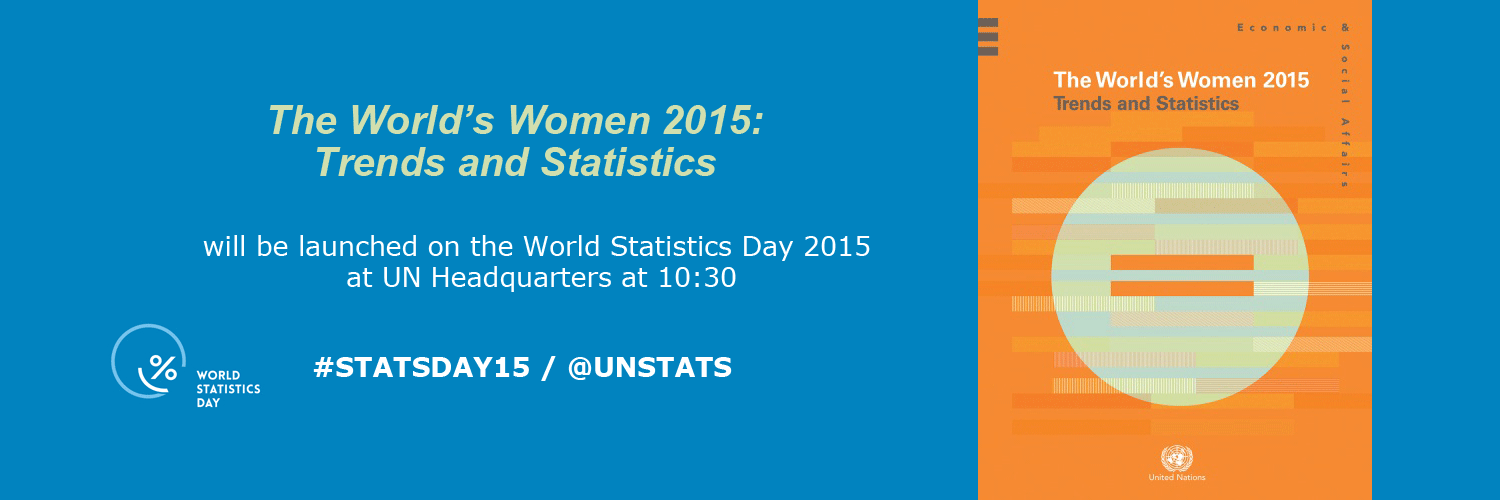 The World’s Women 2015:
Trends and Statistics
will be launched on the World Statistics Day 2015
at UN Headquarters at 10:30
#STATSDAY15 / @UNSTATS
%
WORLD
STATISTICS
DAY
Economic &
Social Affairs
The World’s Women 2015
Trends and Statistics
United Nations